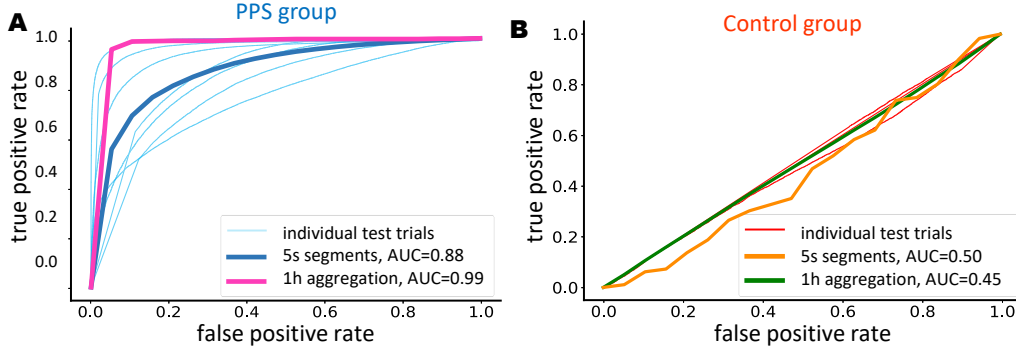 A
PPS group
1.0
0.8
0.6
0.4
0.2
0.0
true positive rate
individual test trials
5s segments, AUC=0.88
1h aggregation, AUC=0.99
0.0
0.2
0.4
0.6
0.8
1.0
false positive rate
B
Control group
1.0
0.8
0.6
0.4
0.2
0.0
true positive rate
individual test trials
5s segments, AUC=0.50
1h aggregation, AUC=0.45
0.0
0.2
0.4
0.6
0.8
1.0
false positive rate